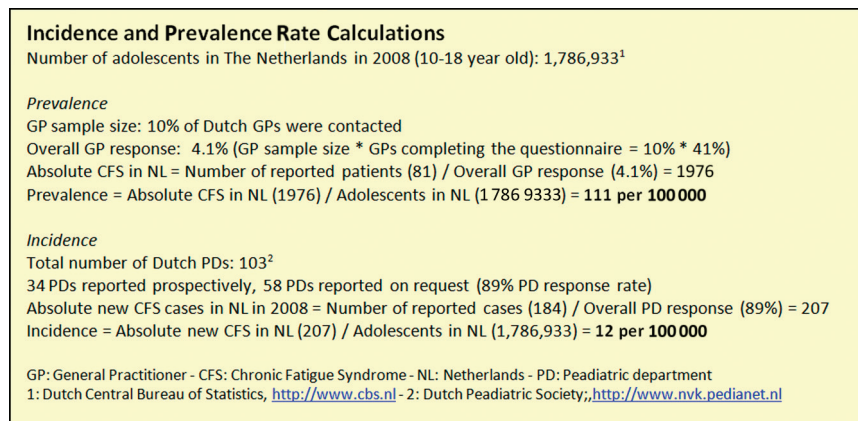 Incidence and Prevalence Rate Calculations
Number of adolescents in The Netherlands in 2008 (10-18 year old): 1,786,933¹
Prevalence
GP sample size: 10% of Dutch GPs were contacted
Overall GP response: 4.1% (GP sample size * GPs completing the questionnaire = 10% * 41%)
Absolute CFS in NL = Number of reported patients (81) / Overall GP response (4.1%) = 1976
Prevalence = Absolute CFS in NL (1976) / Adolescents in NL (1 786 9333) = 111 per 100 000
Incidence
Total number of Dutch PDs: 103²
34 PDs reported prospectively, 58 PDs reported on request (89% PD response rate)
Absolute new CFS cases in NL in 2008 = Number of reported cases (184) / Overall PD response (89%) = 207
Incidence = Absolute new CFS in NL (207) / Adolescents in NL (1,786,933) = 12 per 100 000
GP: General Practitioner - CFS: Chronic Fatigue Syndrome - NL: Netherlands - PD: Peadiatric department
1: Dutch Central Bureau of Statistics, http://www.cbs.nl - 2: Dutch Peadiatric Society;,http://www.nvk.pedianet.nl